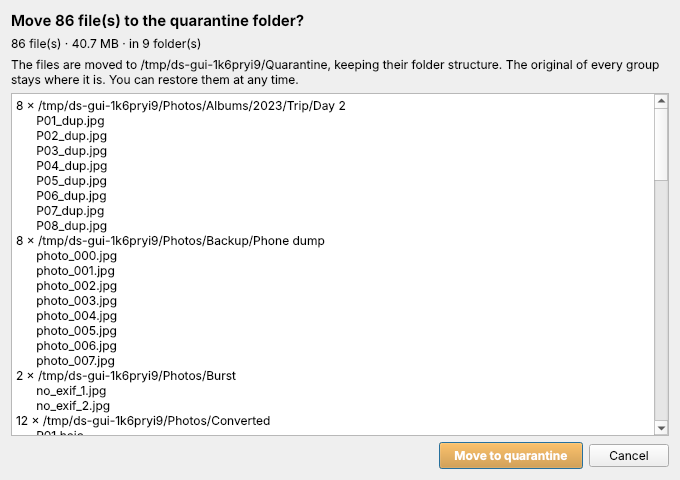 Move 86 file(s) to the quarantine folder?
86 file(s) · 40.7 MB · in 9 folder(s)
The files are moved to /tmp/ds-gui-1k6pryi9/Quarantine, keeping their folder structure. The original of every group
stays where it is. You can restore them at any time.
8 × /tmp/ds-gui-1k6pryi9/Photos/Albums/2023/Trip/Day 2
P01_dup.jpg
P02_dup.jpg
P03_dup.jpg
P04_dup.jpg
P05_dup.jpg
P06_dup.jpg
P07_dup.jpg
P08_dup.jpg
8 × /tmp/ds-gui-1k6pryi9/Photos/Backup/Phone dump
photo_000.jpg
photo_001.jpg
photo_002.jpg
photo_003.jpg
photo_004.jpg
photo_005.jpg
photo_006.jpg
photo_007.jpg
2 × /tmp/ds-gui-1k6pryi9/Photos/Burst
no_exif_1.jpg
no_exif_2.jpg
12 × /tmp/ds-gui-1k6pryi9/Photos/Converted
Move to quarantine
Cancel